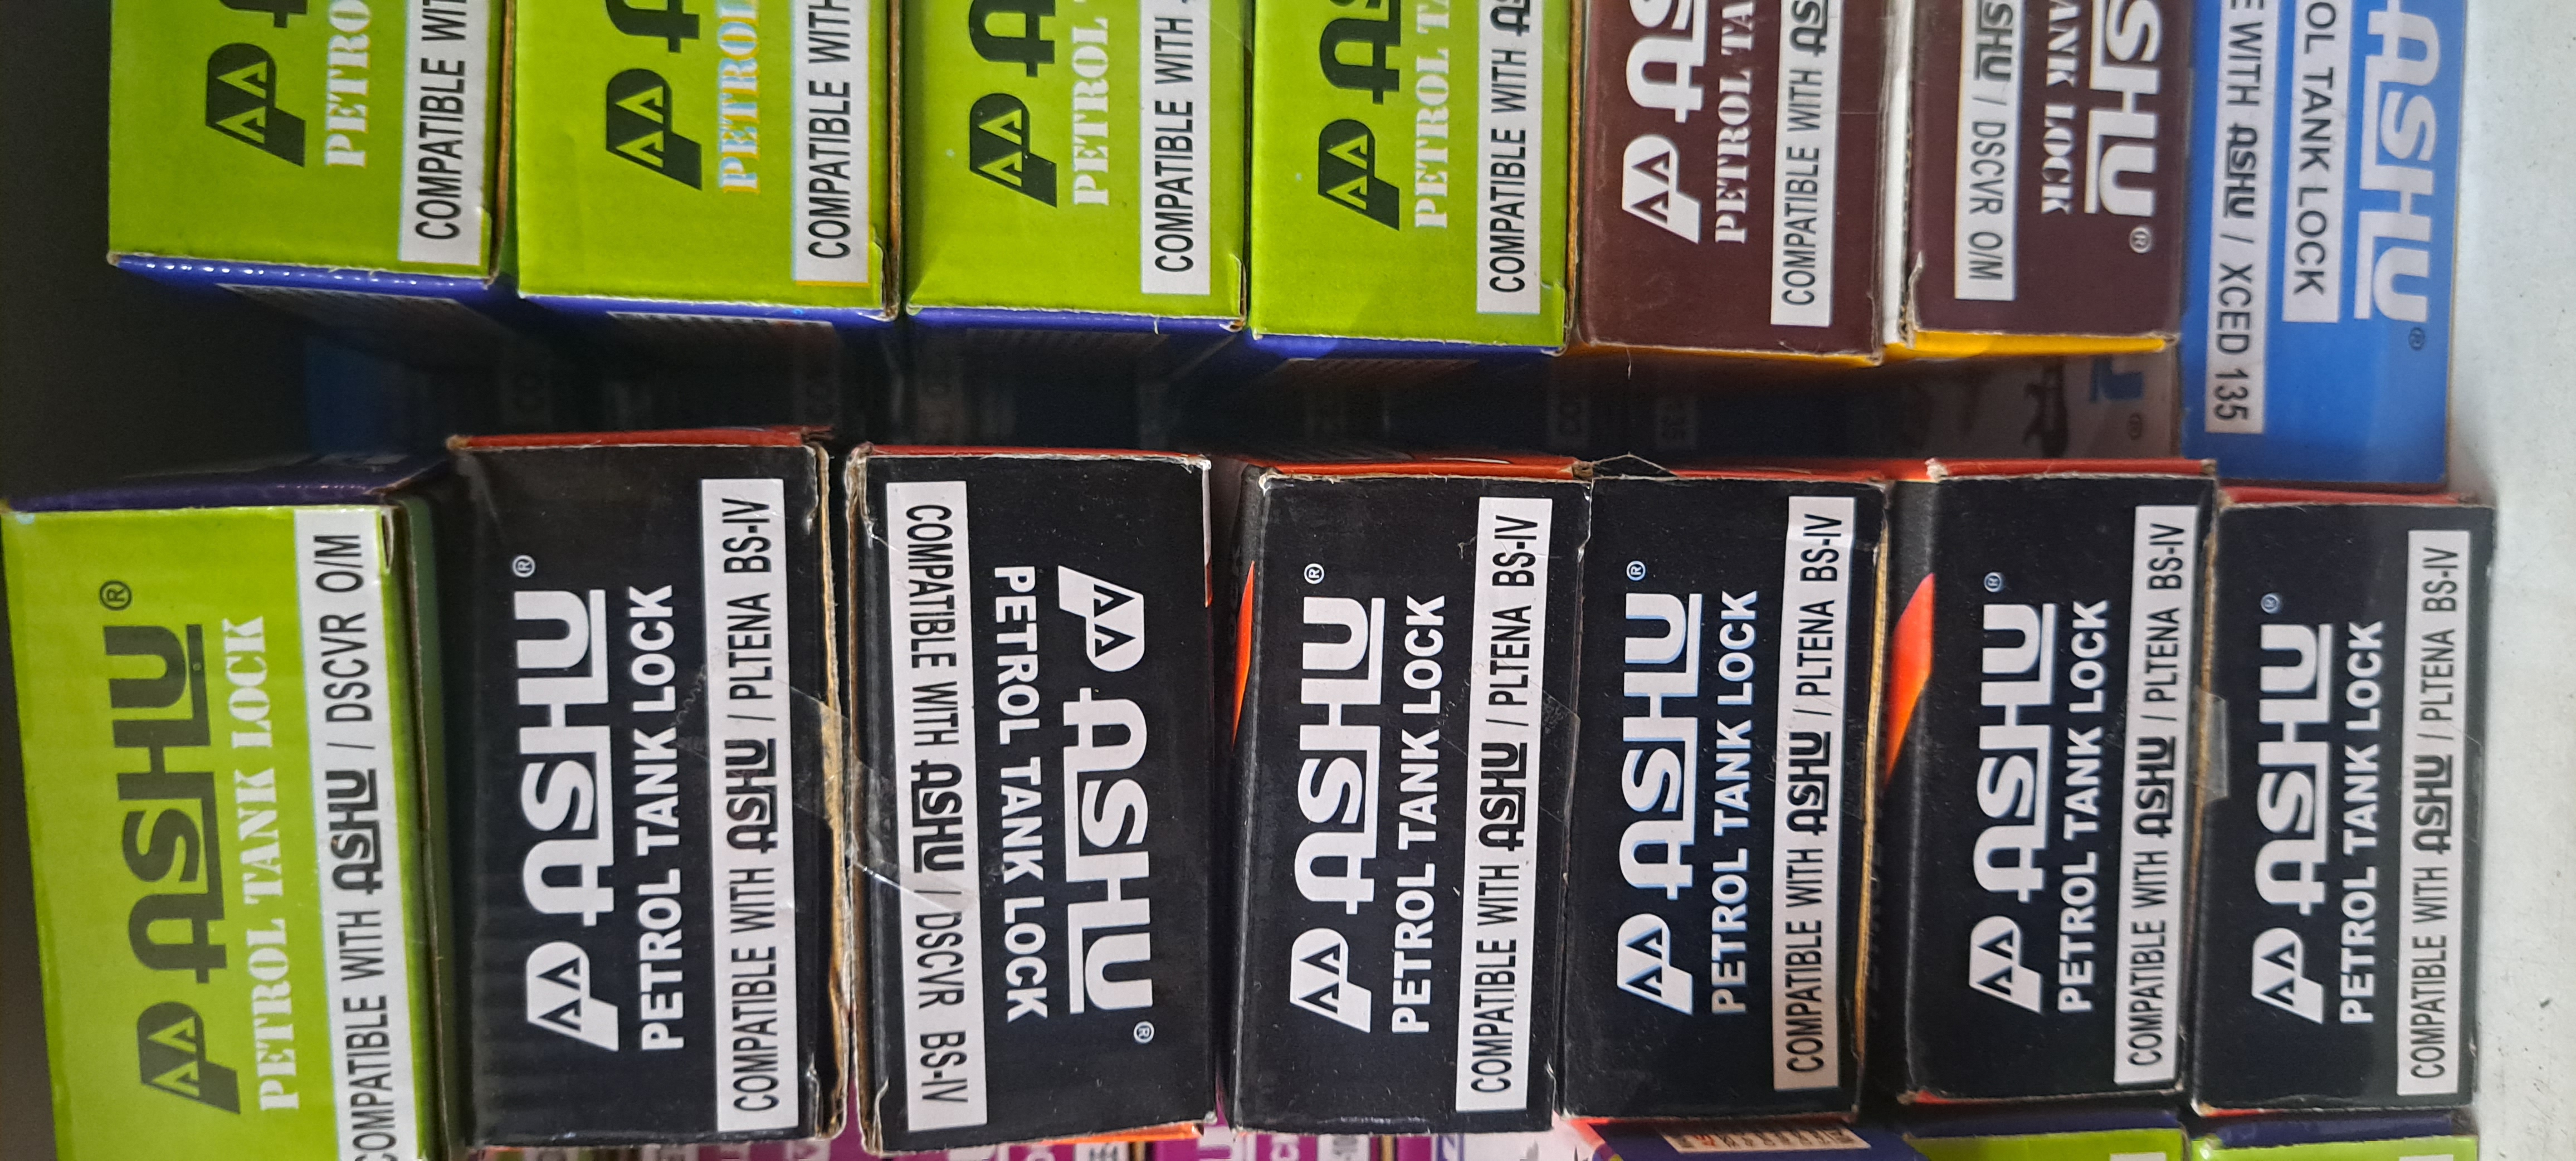 PETRO
COMPATIBLE
PETROL
COMPATIBLE WITH
PETROL
COMPATIBLE WITH
PETROL
COMPATIBLE WITH
PETROL
COMPATIBLE WITH
ASHU / DSCVR O/M
LOCK
ASHU®
WITH ASHU / XCED 135
TANK LOCK
ASHU®
ASHU®
PETROL TANK LOCK
COMPATIBLE WITH ASHU / DSCVR O/M
ASHU®
PETROL TANK LOCK
COMPATIBLE WITH ASHU / PLTENA BS-IV
ASHU®
PETROL TANK LOCK
COMPATIBLE WITH ASHU / DSCVR BS-IV
ASHU®
PETROL TANK LOCK
COMPATIBLE WITH ASHU / PLTENA BS-IV
ASHU®
PETROL TANK LOCK
COMPATIBLE WITH ASHU / PLTENA BS-IV
ASHU®
PETROL TANK LOCK
COMPATIBLE WITH ASHU / PLTENA BS-IV
ASHU®
PETROL TANK LOCK
COMPATIBLE WITH ASHU / PLTENA BS-IV